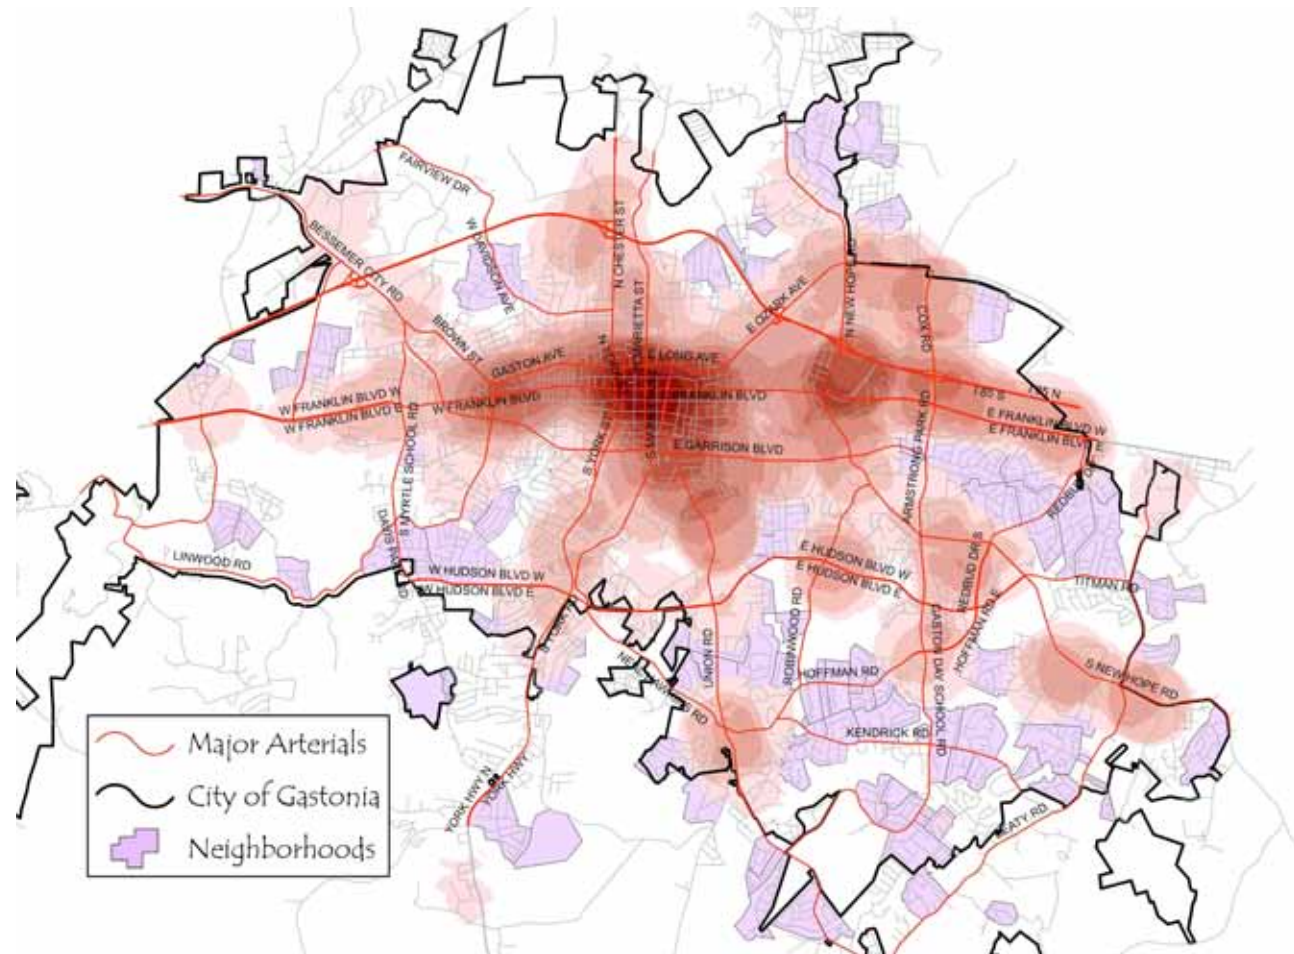 FAIRVIEW DR
BESSEMER CITY RD
W DAVIDSON AVE
N CHESTER ST
E OZARK AVE
N NEW HOPE RD
COX RD
BROWN ST
GASTON AVE
E LONG AVE
I 85 S
I 85 N
W FRANKLIN BLVD W
W FRANKLIN BLVD E
W FRANKLIN BLVD
FRANKLIN BLVD
E FRANKLIN BLVD W
E FRANKLIN BLVD E
E GARRISON BLVD
S YORK ST
S MYRTLE SCHOOL RD
ARMSTRONG PARK RD
LINWOOD RD
W HUDSON BLVD W
W HUDSON BLVD E
E HUDSON BLVD W
E HUDSON BLVD E
REDBUD DR S
TITMAN RD
ROBINWOOD RD
UNION RD
HOFFMAN RD
HOFFMAN RD E
GASTON DAY SCHOOL RD
S NEW HOPE RD
KENDRICK RD
YORK HWY N
YORK HWY
BEATY RD
Major Arterials
City of Gastonia
Neighborhoods